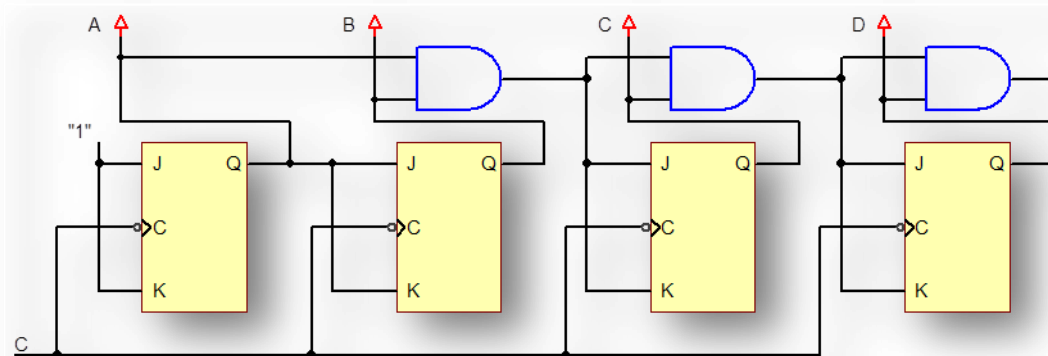 A B C D
"1"
J Q J Q J Q J Q
C C C C
K K K K
C